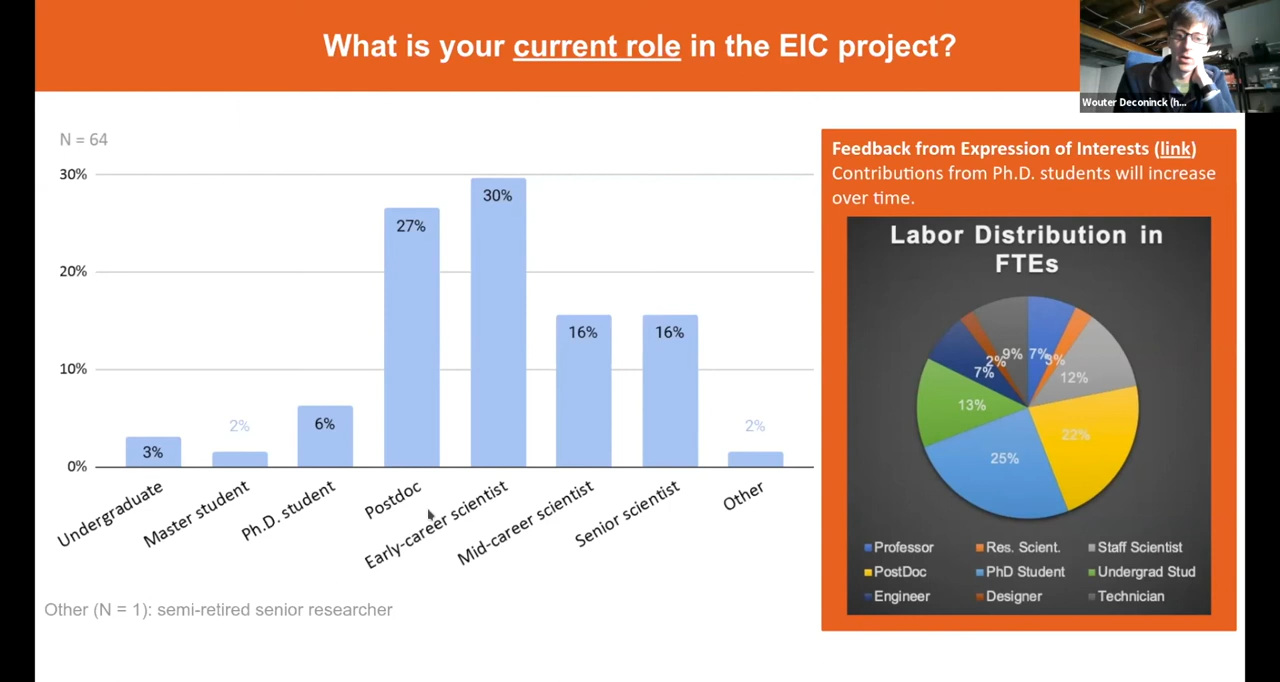 What is your current role in the EIC project?
Wouter Deconinck (h...
N = 64
30%
20%
10%
0%
3%
2%
6%
27%
30%
16%
16%
2%
Undergraduate
Master student
Ph.D. student
Postdoc
Early-career scientist
Mid-career scientist
Senior scientist
Other
Other (N = 1): semi-retired senior researcher
Feedback from Expression of Interests (link)
Contributions from Ph.D. students will increase
over time.
Labor Distribution in
FTEs
7%
3%
12%
22%
25%
13%
7%
2%
9%
Professor
Res. Scient.
Staff Scientist
PostDoc
PhD Student
Undergrad Stud
Engineer
Designer
Technician